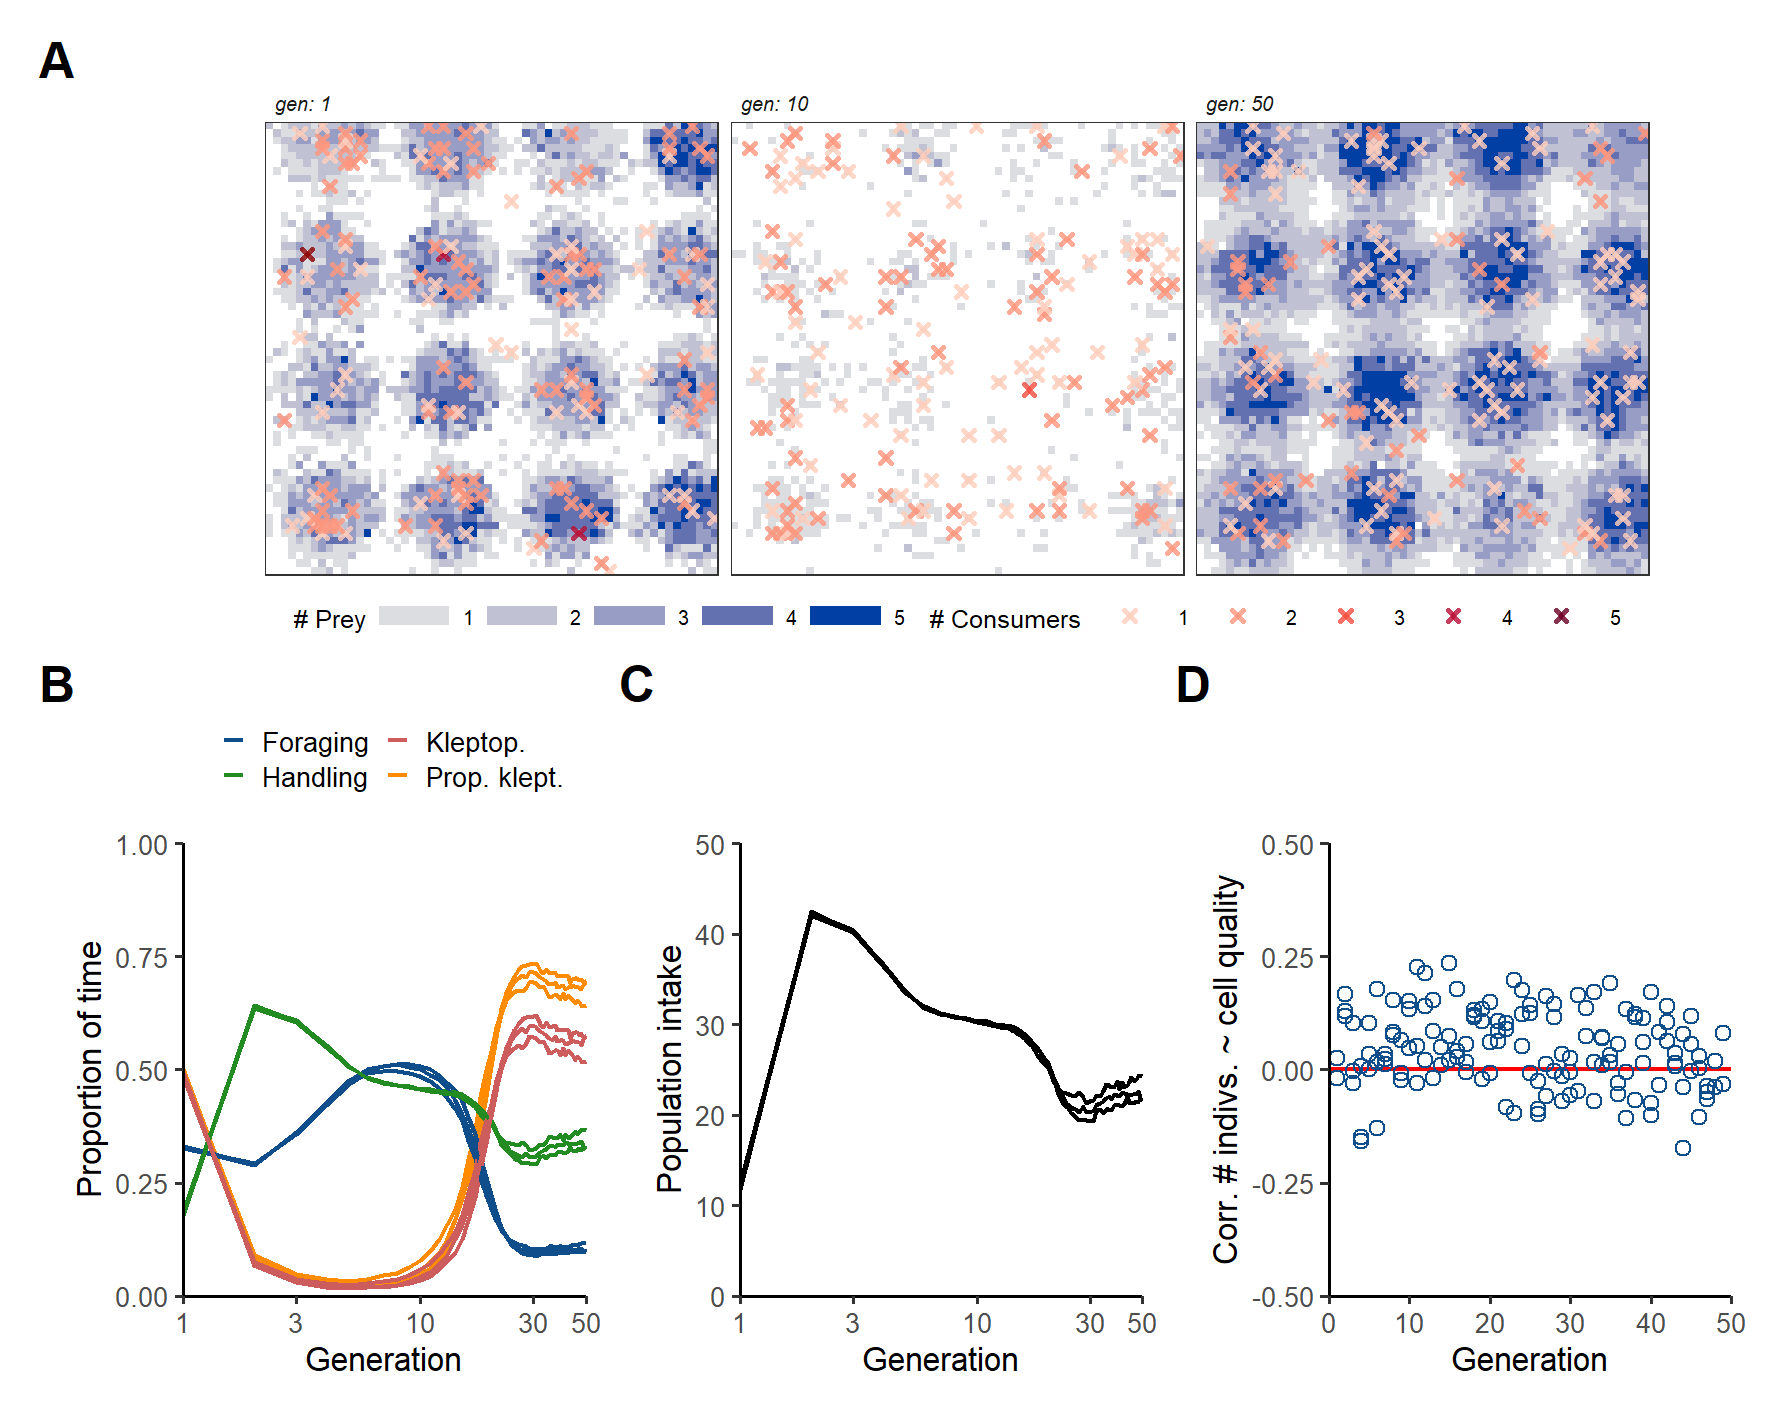 A
gen: 1
gen: 10
gen: 50
# Prey 1 2 3 4 5 # Consumers 1 2 3 4 5
B
C
D
Foraging Kleptop.
Handling Prop. klept.
Proportion of time
1.00
0.75
0.50
0.25
0.00
1 3 10 30 50
Generation
Population intake
50
40
30
20
10
0
1 3 10 30 50
Generation
Corr. # indivs. ~ cell quality
0.50
0.25
0.00
-0.25
-0.50
0 10 20 30 40 50
Generation